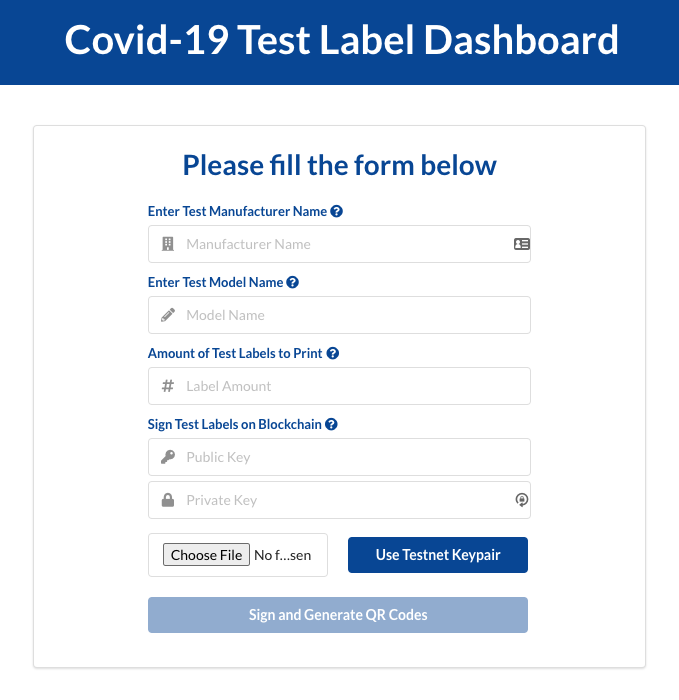 Covid-19 Test Label Dashboard
Please fill the form below
Enter Test Manufacturer Name
Manufacturer Name
Enter Test Model Name
Model Name
Amount of Test Labels to Print
Label Amount
Sign Test Labels on Blockchain
Public Key
Private Key
Choose File No f...sen
Use Testnet Keypair
Sign and Generate QR Codes